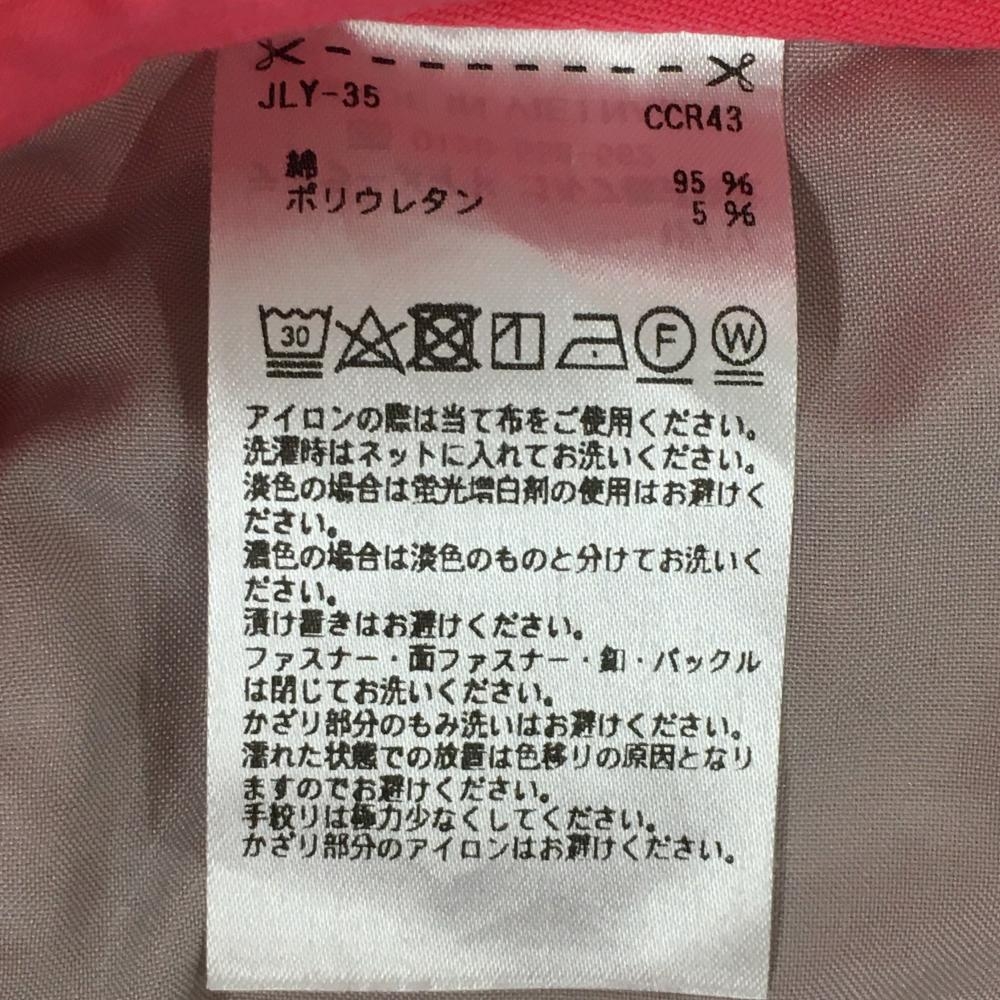 JLY-35 CCR43
綿 95 %
ポリウレタン 5 %
30 F W
アイロンの際は当て布をご使用ください。
洗濯時はネットに入れてお洗いください。
淡色の場合は蛍光増白剤の使用はお避けく
ださい。
濃色の場合は淡色のものと分けてお洗いく
ださい。
漬け置きはお避けください。
ファスナー・面ファスナー・釦・バックル
は閉じてお洗いください。
かざり部分のもみ洗いはお避けください。
濡れた状態での放置は色移りの原因となり
ますのでお避けください。
手絞りは極力少なくしてください。
かざり部分のアイロンはお避けください。